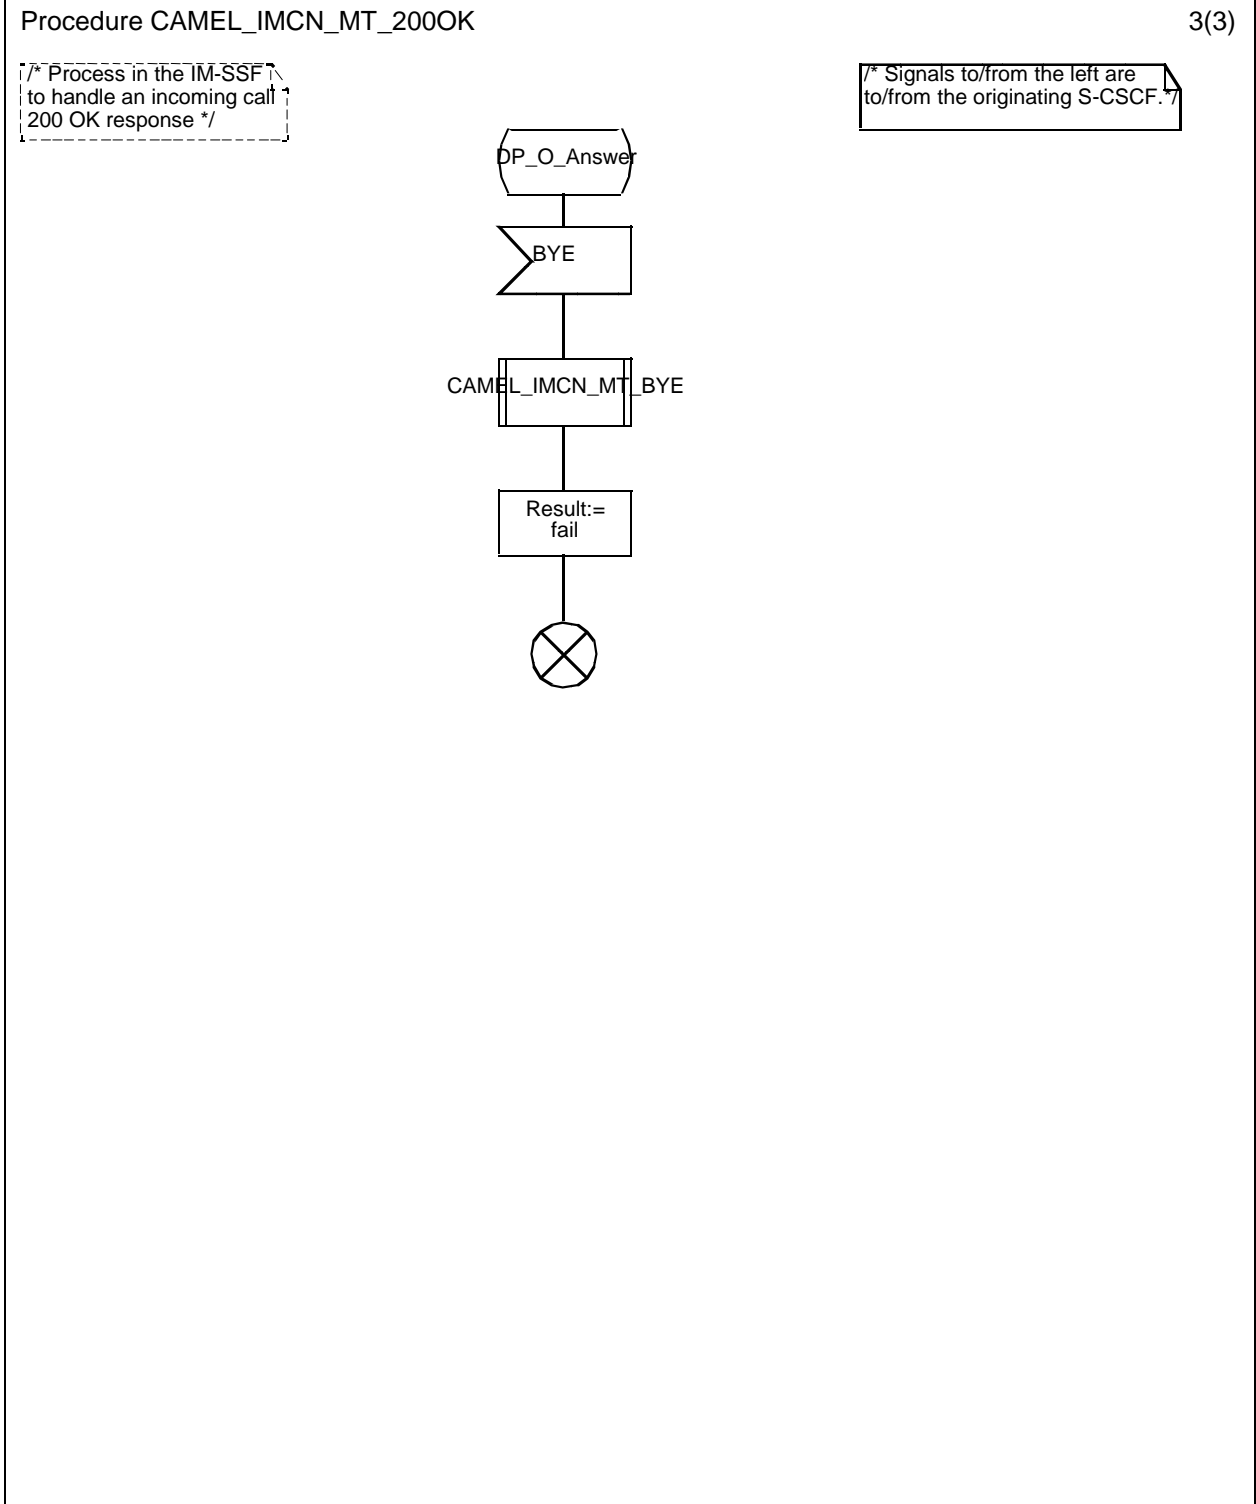 Procedure CAMEL_IMCN_MT_200OK
3(3)
/* Process in the IM-SSF
to handle an incoming call
200 OK response */
/* Signals to/from the left are
to/from the originating S-CSCF.*/
DP_O_Answer
BYE
CAMEL_IMCN_MT_BYE
Result:=
fail